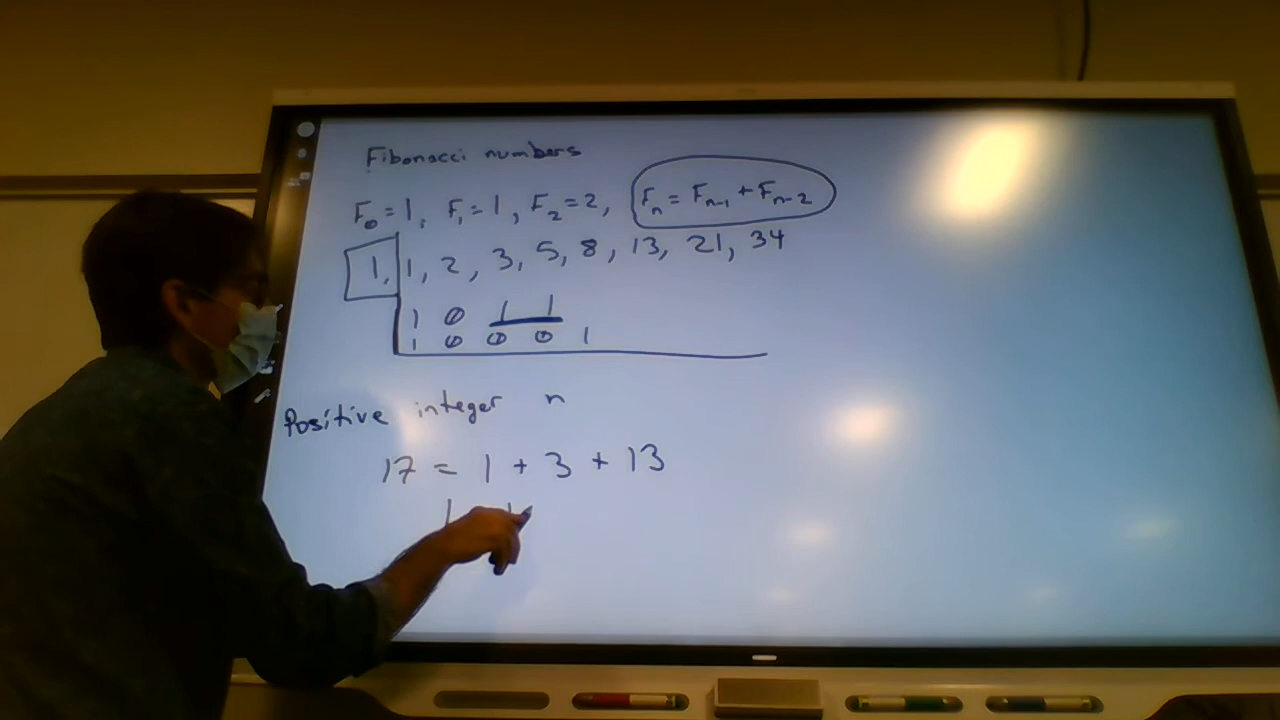 Fibonacci numbers
F₀=1, F₁=1, F₂=2, Fₙ=Fₙ₋₁+Fₙ₋₂
1, 1, 2, 3, 5, 8, 13, 21, 34
1 0 1 1
1 0 0 0 1
Positive integer n
17 = 1 + 3 + 13